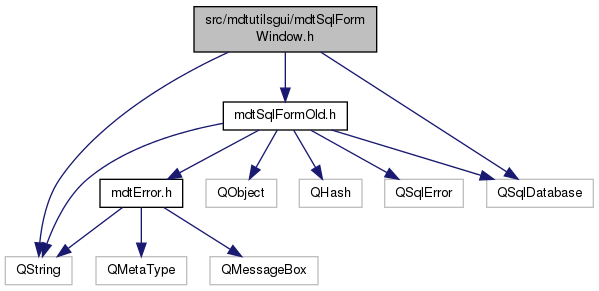 src/mdtutilsgui/mdtSqlForm
Window.h
mdtSqlFormOld.h
mdtError.h
QObject
QHash
QSqlError
QSqlDatabase
QString
QMetaType
QMessageBox